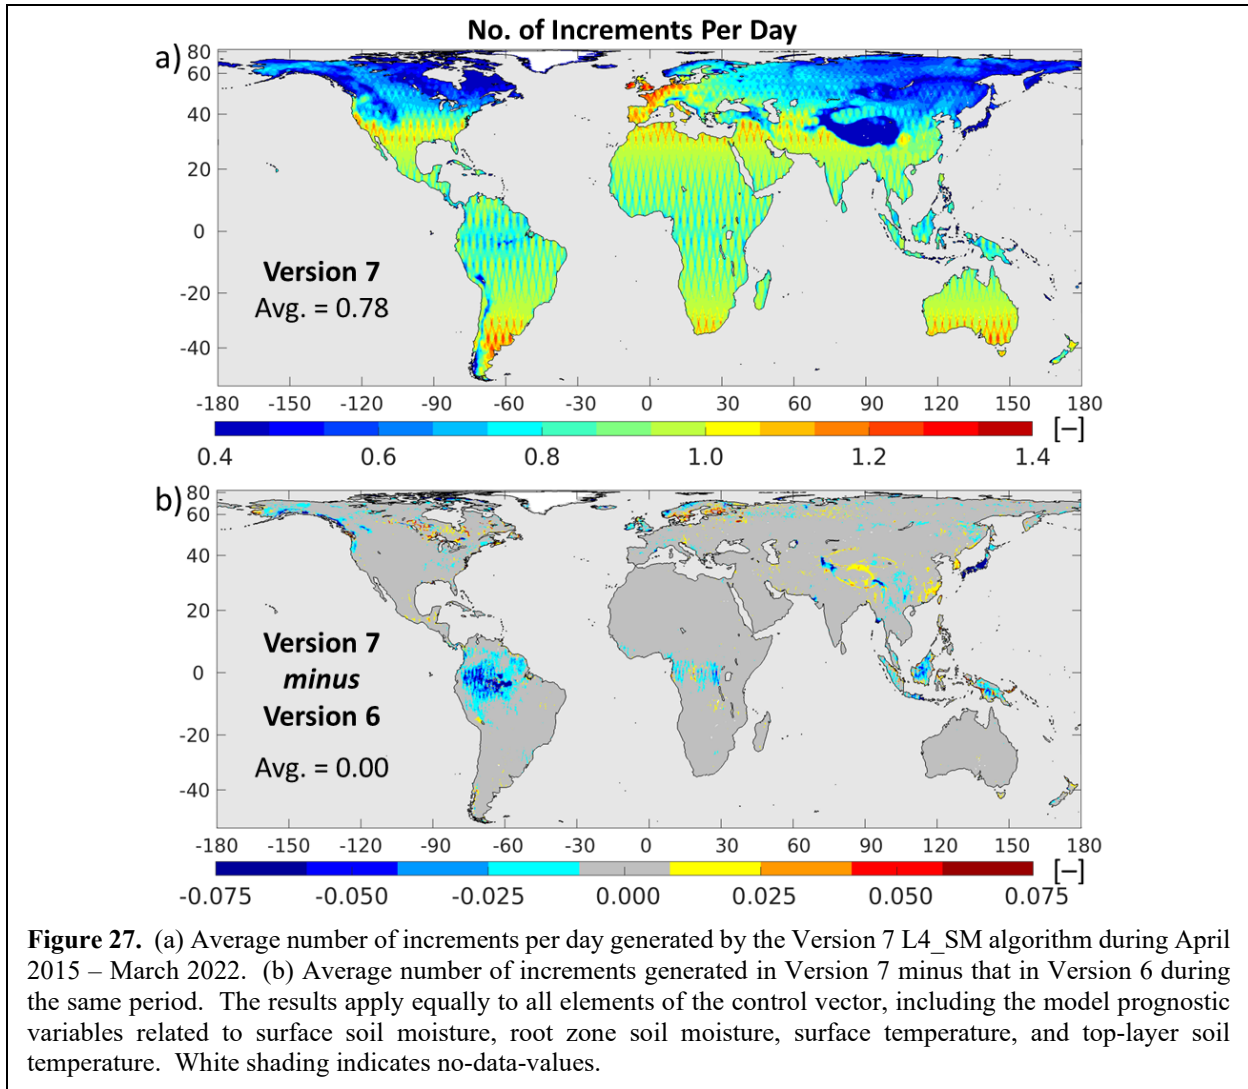 No. of Increments Per Day
a)
80
60
40
20
0
-20
-40
Version 7
Avg. = 0.78
-180 -150 -120 -90 -60 -30 0 30 60 90 120 150 180
[–]
0.4 0.6 0.8 1.0 1.2 1.4
b)
80
60
40
20
0
-20
-40
Version 7
minus
Version 6
Avg. = 0.00
-180 -150 -120 -90 -60 -30 0 30 60 90 120 150 180
[–]
-0.075 -0.050 -0.025 0.000 0.025 0.050 0.075
Figure 27. (a) Average number of increments per day generated by the Version 7 L4_SM algorithm during April
2015 – March 2022. (b) Average number of increments generated in Version 7 minus that in Version 6 during
the same period. The results apply equally to all elements of the control vector, including the model prognostic
variables related to surface soil moisture, root zone soil moisture, surface temperature, and top-layer soil
temperature. White shading indicates no-data-values.